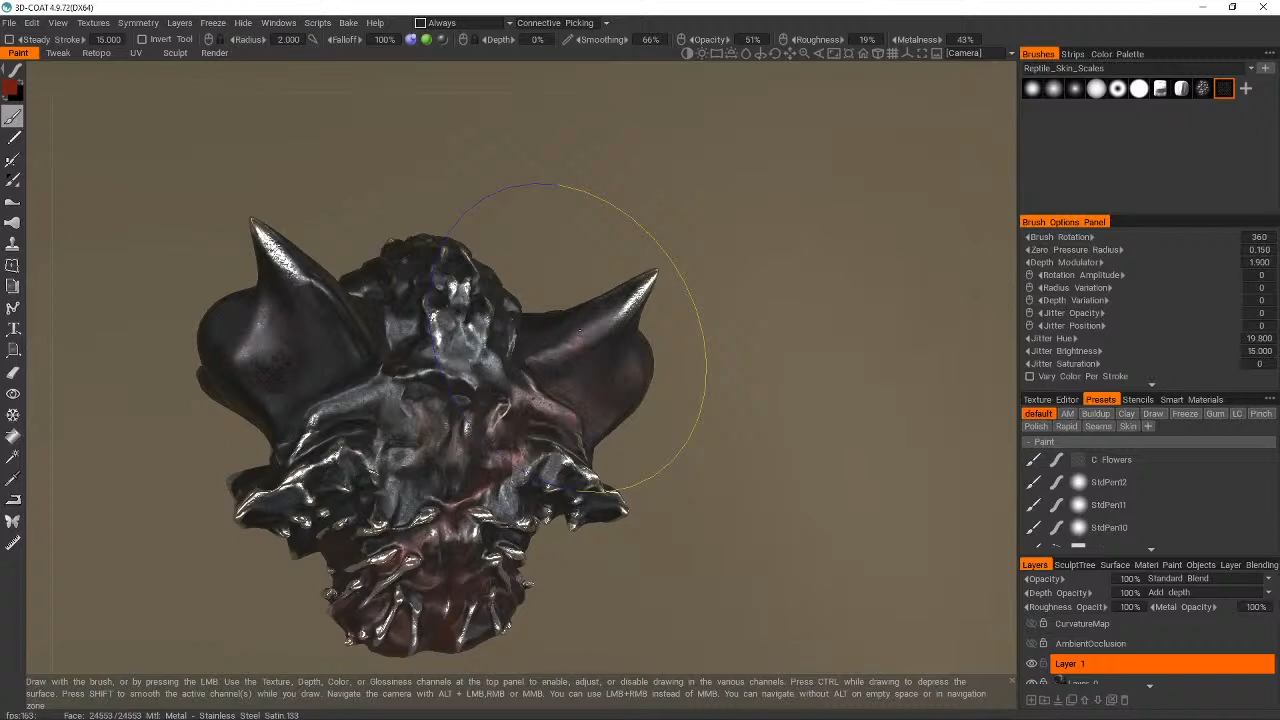 3D-COAT 4.9.72(DX64)
File Edit View Textures Symmetry Layers Freeze Hide Windows Scripts Bake Help Always Connective Picking
Steady Stroke 15.000 Invert Tool Radius 2.000 Falloff 100% Depth 0% Smoothing 66% Opacity 51% Roughness 19% Metalness 43%
Paint Tweak Retopo UV Sculpt Render [Camera]
Brushes Strips Color Palette
Reptile_Skin_Scales
Brush Options Panel
Brush Rotation 360
Zero Pressure Radius 0.150
Depth Modulator 1.900
Rotation Amplitude 0
Radius Variation 0
Depth Variation 0
Jitter Opacity 0
Jitter Position 0
Jitter Hue 19.800
Jitter Brightness 15.000
Jitter Saturation 0
Vary Color Per Stroke
Texture Editor Presets Stencils Smart Materials
default AM Buildup Clay Draw Freeze Gum LC Pinch
Polish Rapid Seams Skin +
- Paint
C Flowers
StdPen12
StdPen11
StdPen10
Layers SculptTree Surface Materi Paint Objects Layer Blending
Opacity 100% Standard Blend
Depth Opacity 100% Add depth
Roughness Opacit 100% Metal Opacity 100%
CurvatureMap
AmbientOcclusion
Layer 1
Draw with the brush, or by pressing the LMB. Use the Texture, Depth, Color, or Glossiness channels at the top panel to enable, adjust, or disable drawing in the various channels. Press CTRL while drawing to depress the
surface. Press SHIFT to smooth the active channel(s) while you draw. Navigate the camera with ALT + LMB,RMB or MMB. You can use LMB+RMB instead of MMB. You can navigate without ALT on empty space or in navigation
zone
fps:163; Face: 24553/24553 Mtl: Metal - Stainless Steel Satin.133